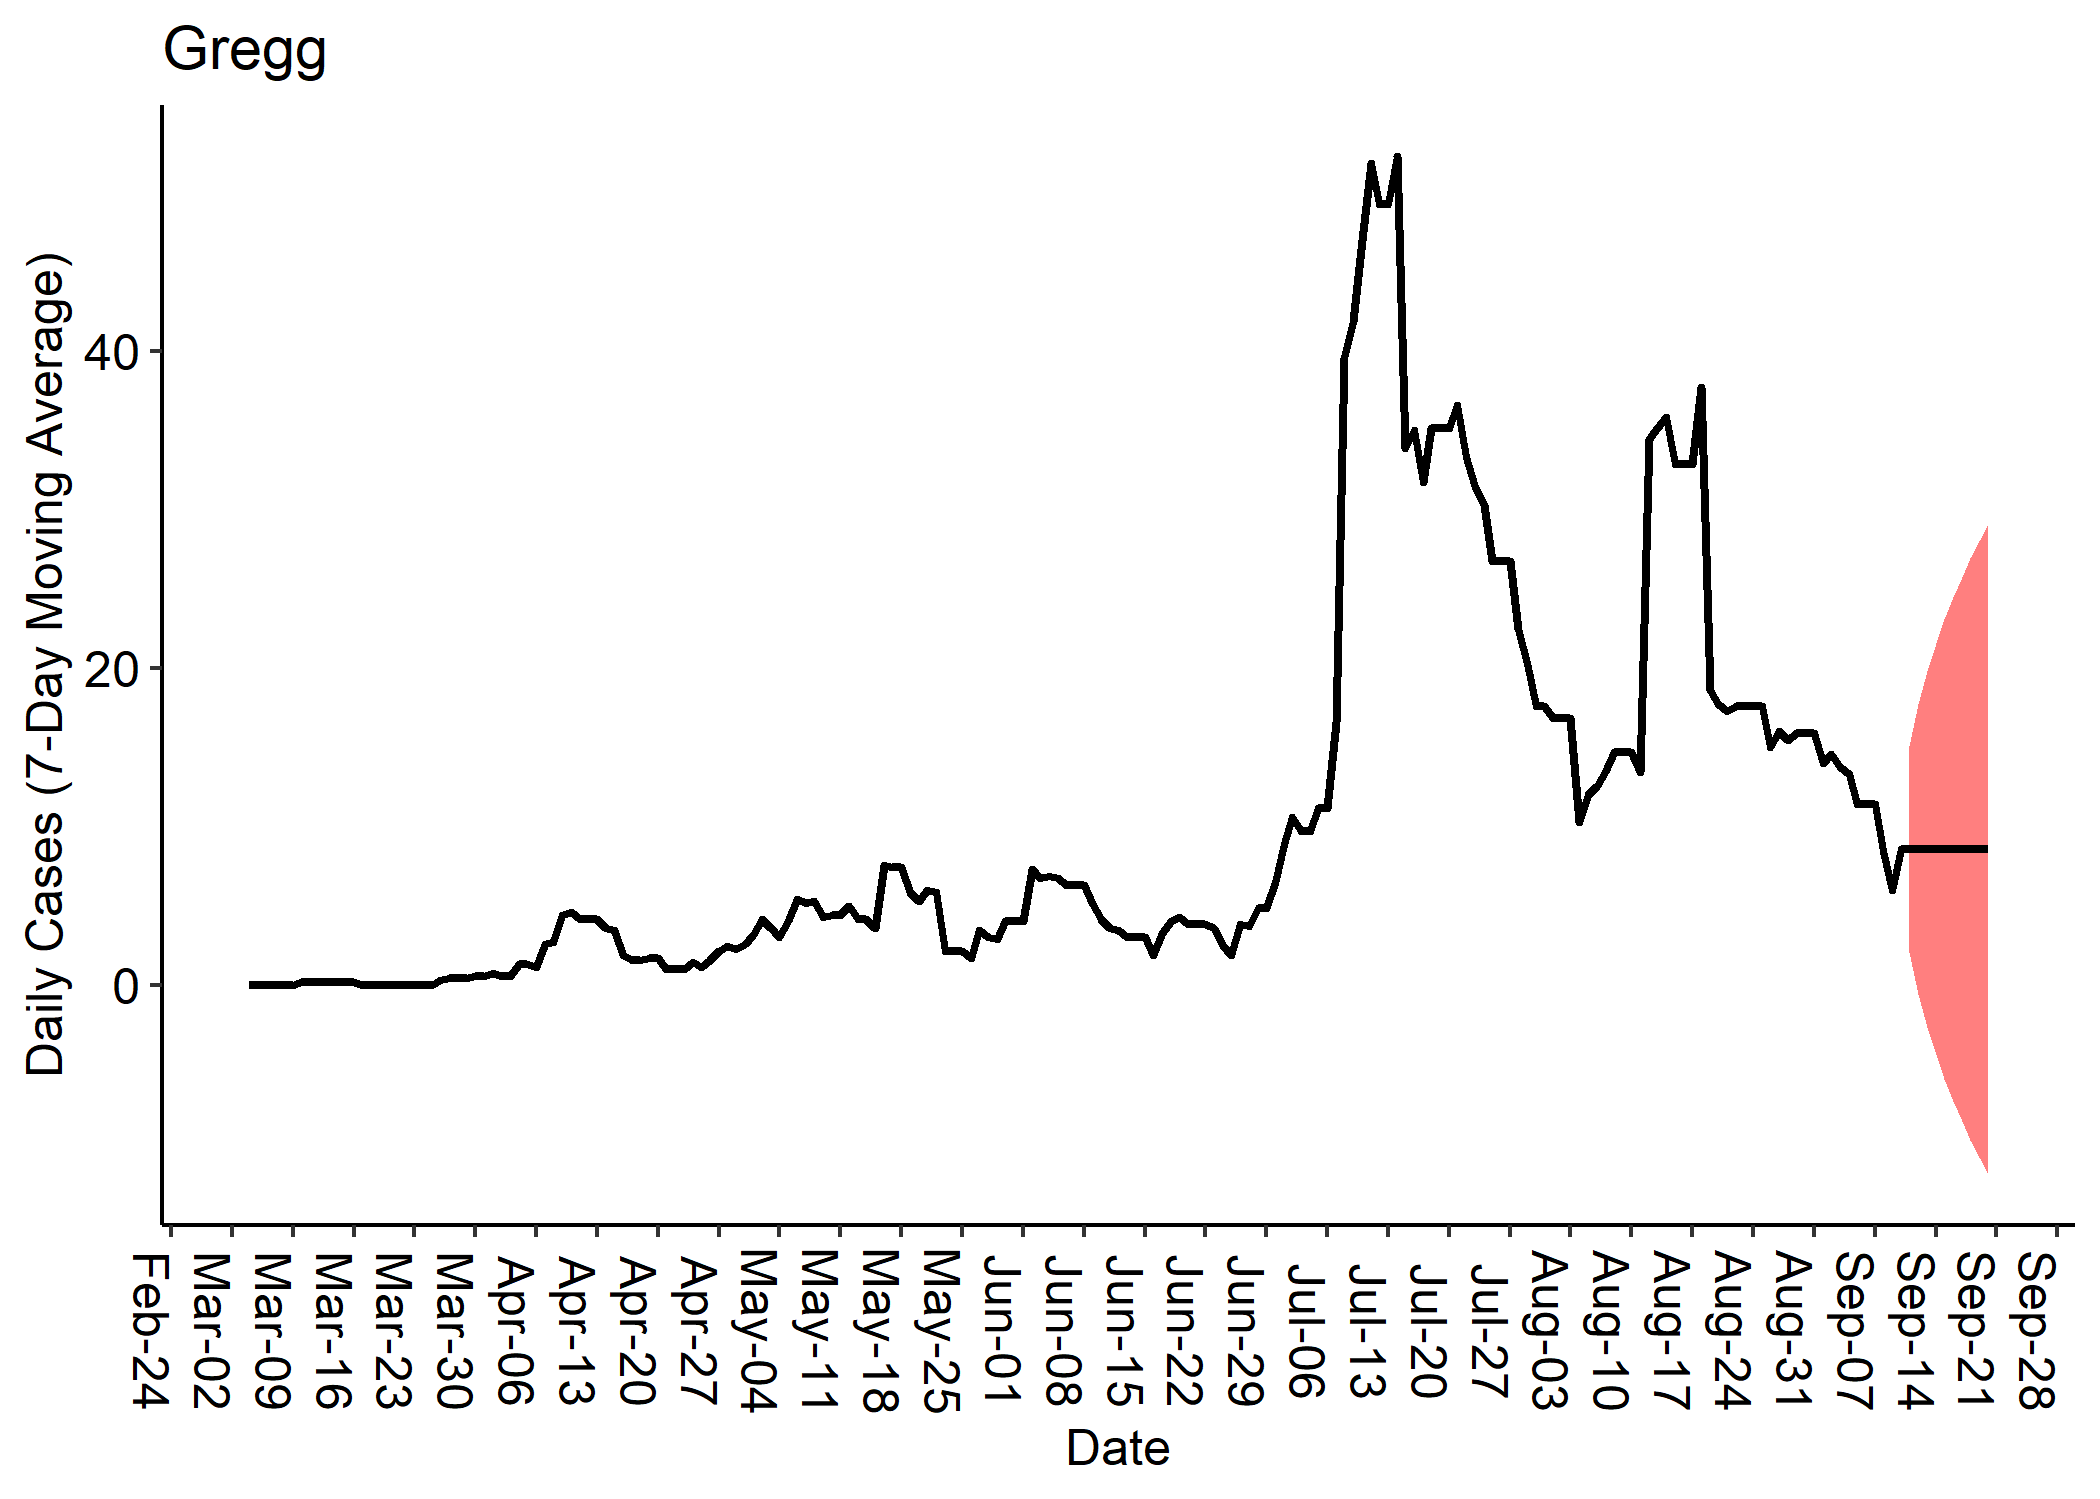 Gregg
Daily Cases (7-Day Moving Average)
40
20
0
Feb-24
Mar-02
Mar-09
Mar-16
Mar-23
Mar-30
Apr-06
Apr-13
Apr-20
Apr-27
May-04
May-11
May-18
May-25
Jun-01
Jun-08
Jun-15
Jun-22
Jun-29
Jul-06
Jul-13
Jul-20
Jul-27
Aug-03
Aug-10
Aug-17
Aug-24
Aug-31
Sep-07
Sep-14
Sep-21
Sep-28
Date